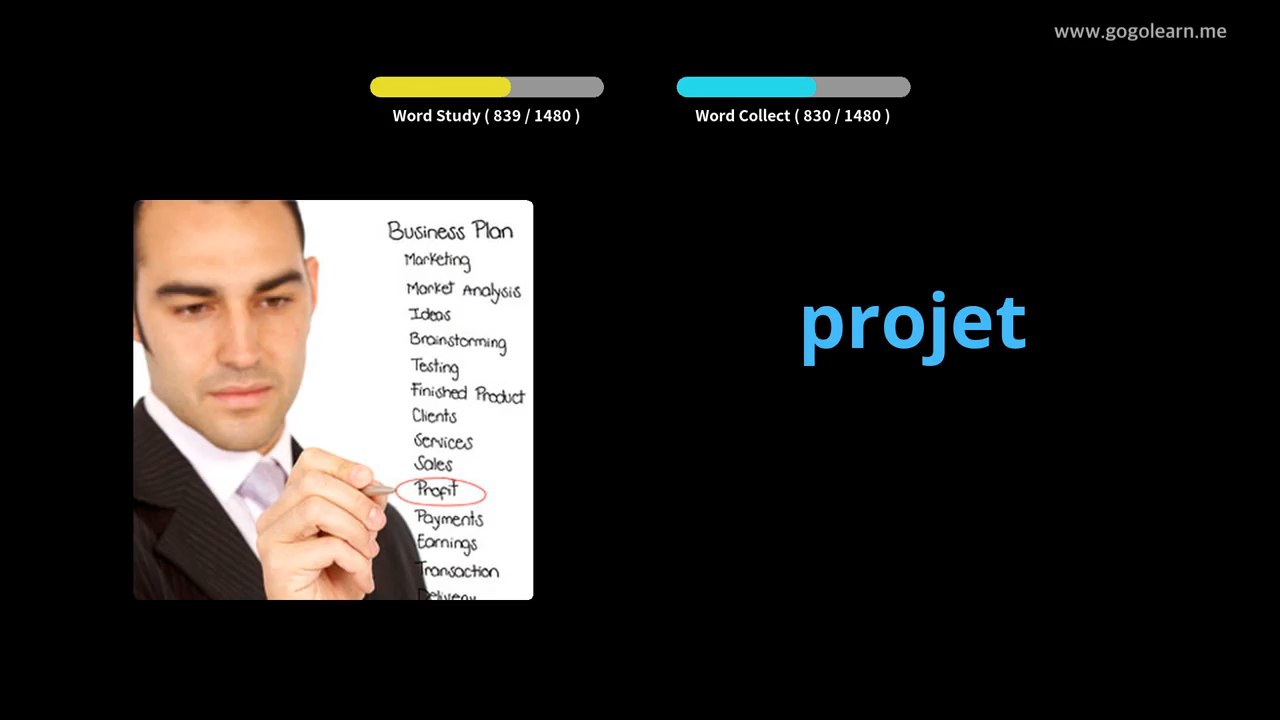 www.gogolearn.me
Word Study ( 839 / 1480 )
Word Collect ( 830 / 1480 )
Business Plan
Marketing
Market Analysis
Ideas
Brainstorming
Testing
Finished Product
Clients
Services
Sales
Profit
Payments
Earnings
Transaction
Delivery
projet